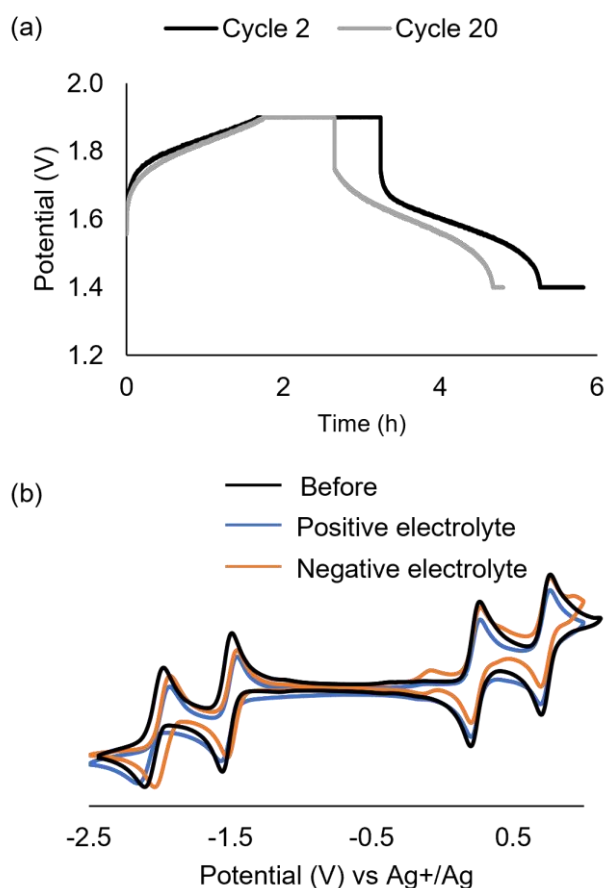 (a)
Cycle 2 Cycle 20
2.0
1.8
1.6
1.4
1.2
Potential (V)
0 2 4 6
Time (h)
(b)
Before
Positive electrolyte
Negative electrolyte
-2.5 -1.5 -0.5 0.5
Potential (V) vs Ag+/Ag